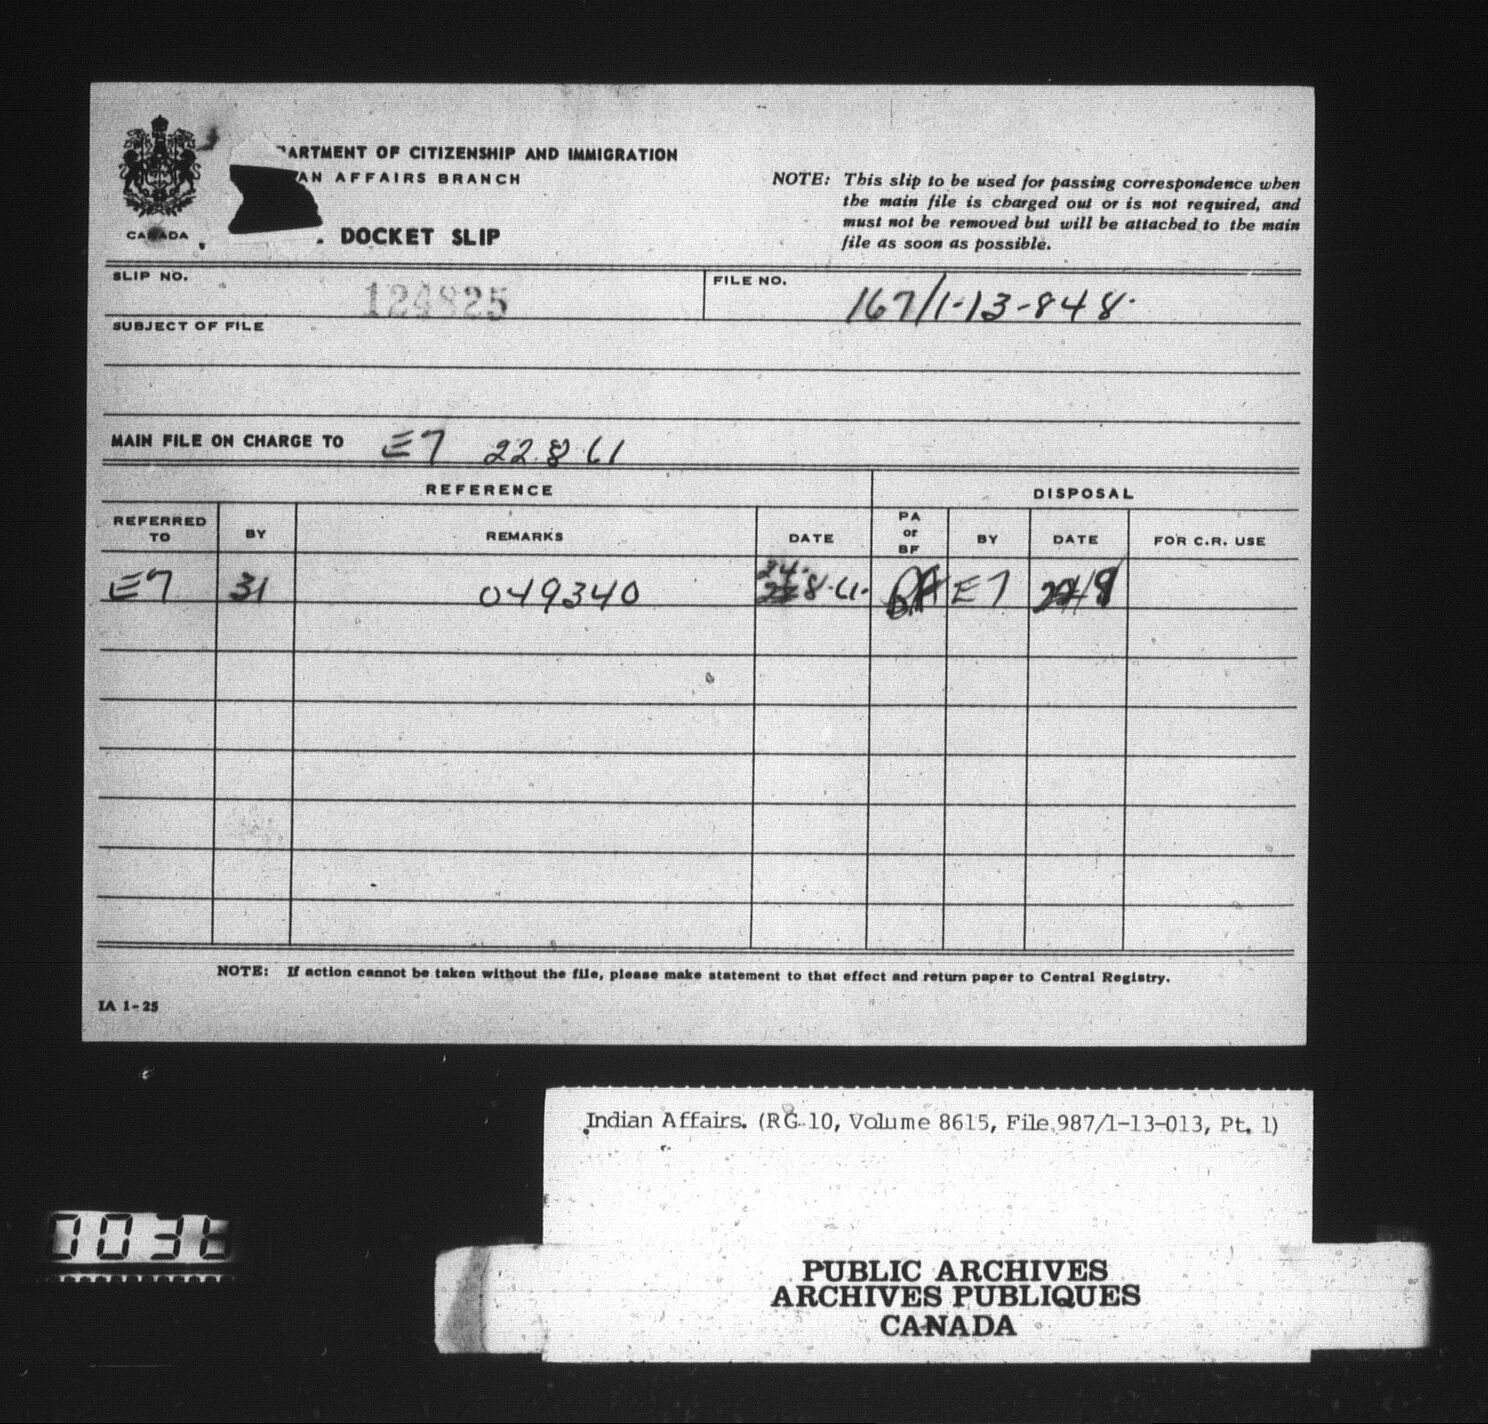 ARTMENT OF CITIZENSHIP AND IMMIGRATION
AN AFFAIRS BRANCH
CANADA
DOCKET SLIP
NOTE: This slip to be used for passing correspondence when
the main file is charged out or is not required, and
must not be removed but will be attached to the main
file as soon as possible.
SLIP NO. 124825
FILE NO. 167/1-13-848.
SUBJECT OF FILE
MAIN FILE ON CHARGE TO E7 22.8.61
REFERENCE DISPOSAL
REFERRED TO BY REMARKS DATE PA or BF BY DATE FOR C.R. USE
E7 31 049340 24. 8.61. E7
NOTE: If action cannot be taken without the file, please make statement to that effect and return paper to Central Registry.
IA 1-25
Indian Affairs. (RG 10, Volume 8615, File 987/1-13-013, Pt. 1)
PUBLIC ARCHIVES
ARCHIVES PUBLIQUES
CANADA